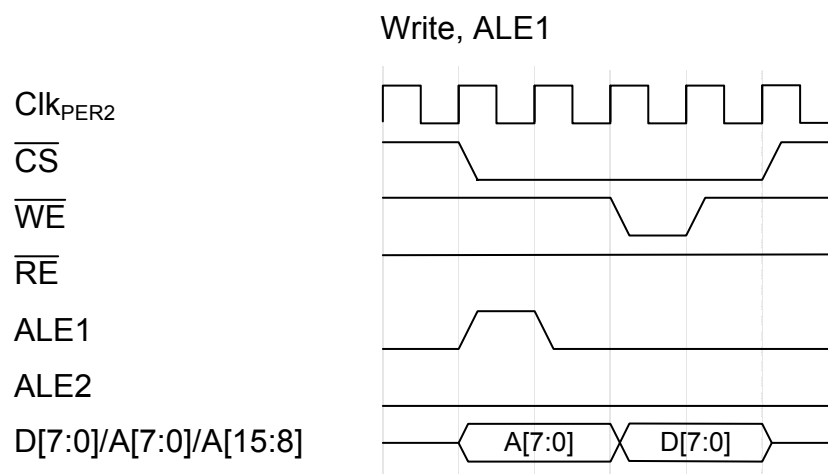 Write, ALE1
ClkPER2
CS
WE
RE
ALE1
ALE2
D[7:0]/A[7:0]/A[15:8]
A[7:0]
D[7:0]